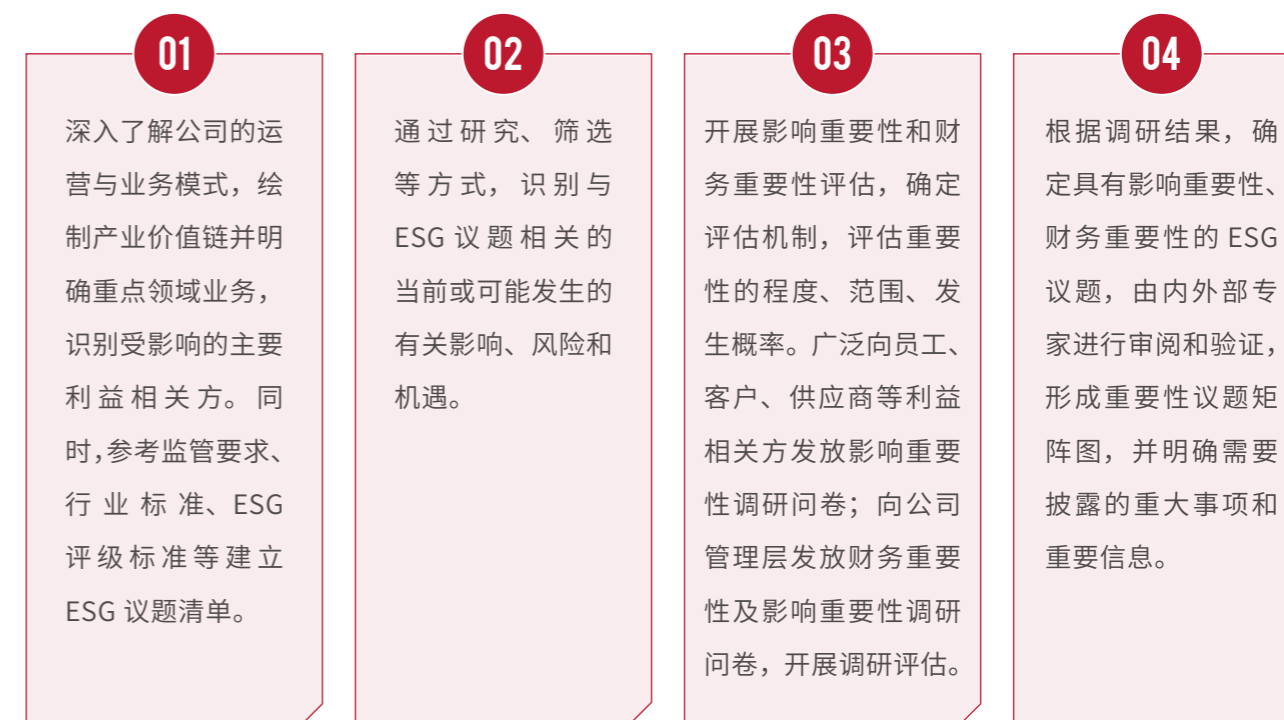 01
深入了解公司的运
营与业务模式，绘
制产业价值链并明
确重点领域业务，
识别受影响的主要
利益相关方。同
时，参考监管要求、
行业标准、ESG
评级标准等建立
ESG 议题清单。
02
通过研究、筛选
等方式，识别与
ESG 议题相关的
当前或可能发生的
有关影响、风险和
机遇。
03
开展影响重要性和财
务重要性评估，确定
评估机制，评估重要
性的程度、范围、发
生概率。广泛向员工、
客户、供应商等利益
相关方发放影响重要
性调研问卷；向公司
管理层发放财务重要
性及影响重要性调研
问卷，开展调研评估。
04
根据调研结果，确
定具有影响重要性、
财务重要性的 ESG
议题，由内外部专
家进行审阅和验证，
形成重要性议题矩
阵图，并明确需要
披露的重大事项和
重要信息。